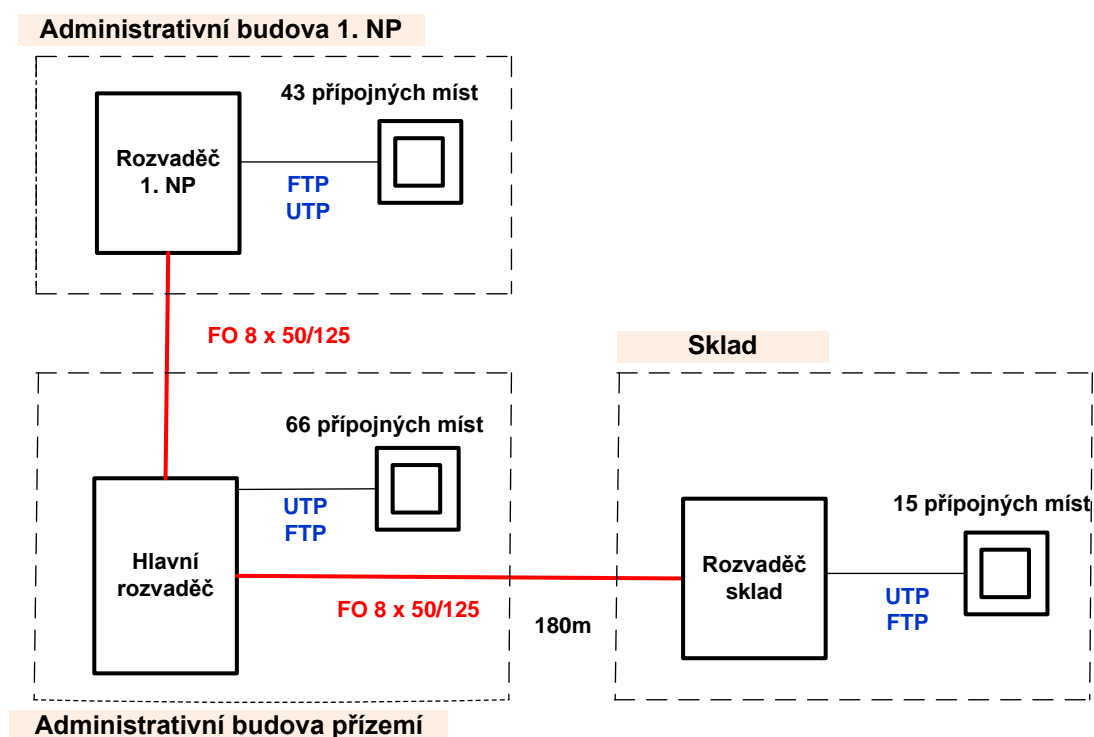 Administrativní budova 1. NP
43 přípojných míst
Rozvaděč
1. NP
FTP
UTP
FO 8 x 50/125
Sklad
66 přípojných míst
UTP
FTP
15 přípojných míst
Hlavní
rozvaděč
Rozvaděč
sklad
UTP
FTP
FO 8 x 50/125
180m
Administrativní budova přízemí